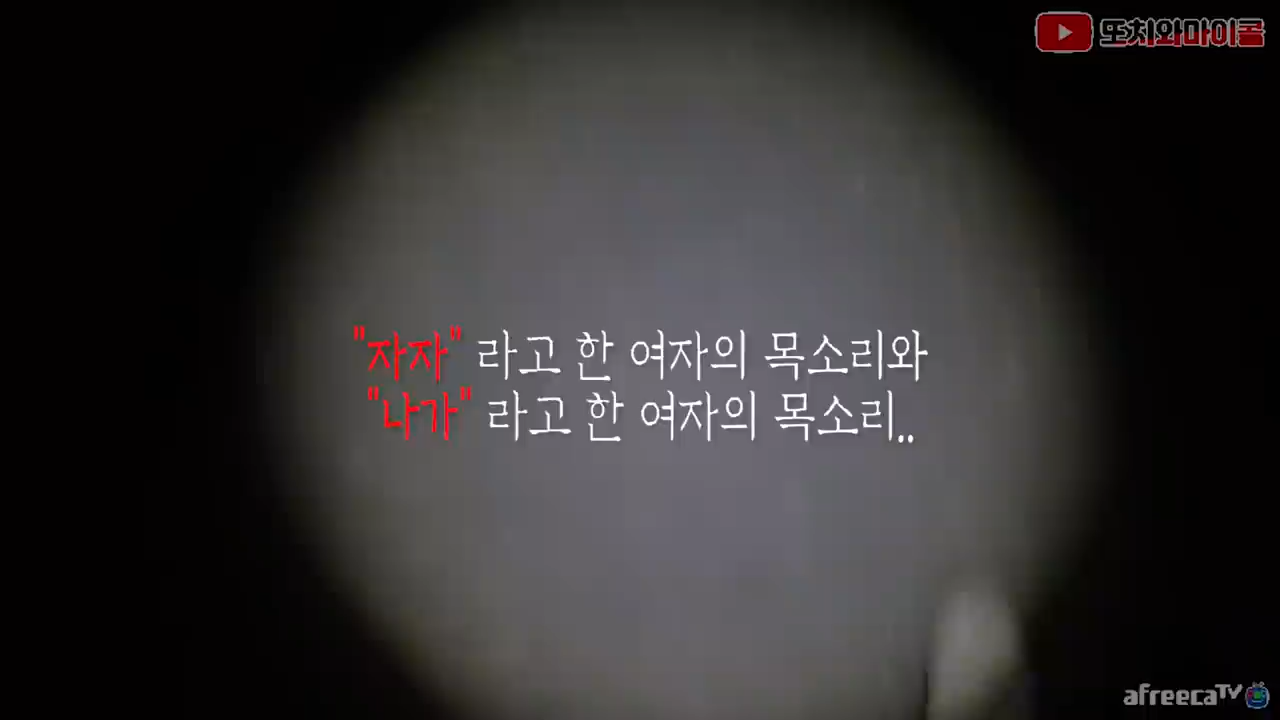 또치와마이콜
"자자" 라고 한 여자의 목소리와
"나가" 라고 한 여자의 목소리..
afreecaTV